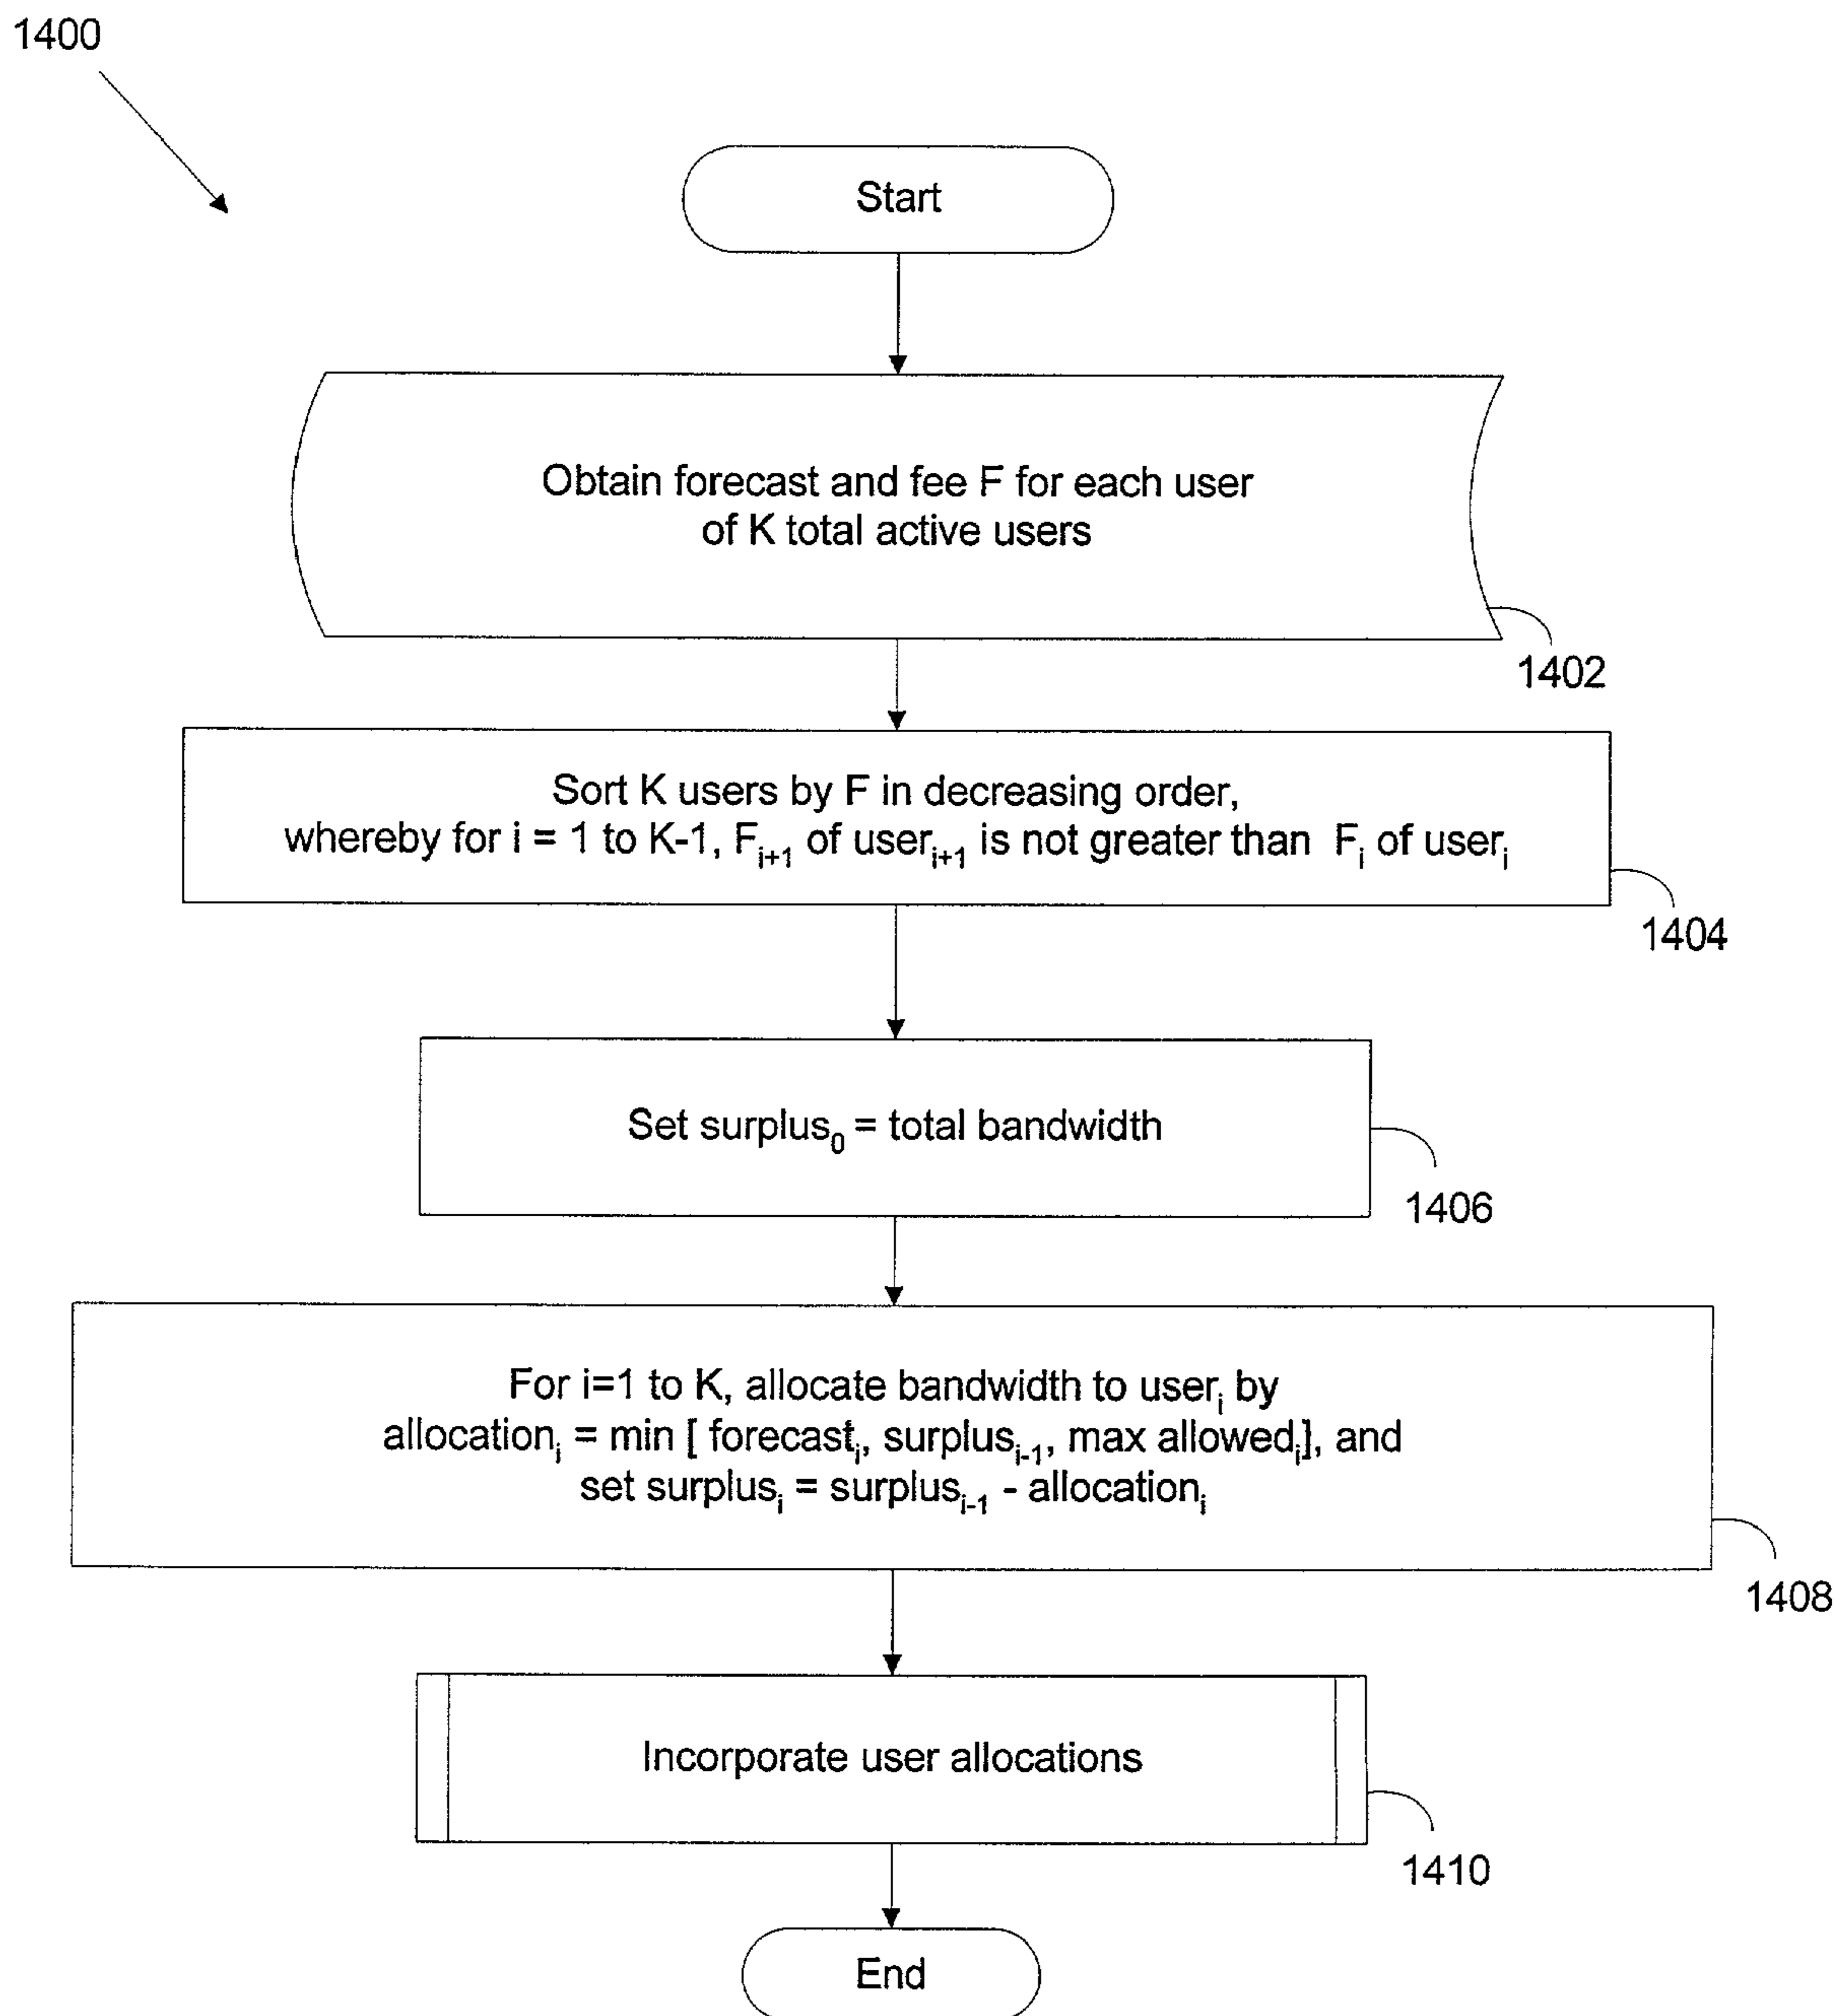 1400
Start
Obtain forecast and fee F for each user
of K total active users
1402
Sort K users by F in decreasing order,
whereby for i = 1 to K-1, Fᵢ₊₁ of userᵢ₊₁ is not greater than Fᵢ of userᵢ
1404
Set surplus₀ = total bandwidth
1406
For i=1 to K, allocate bandwidth to userᵢ by
allocationᵢ = min [ forecastᵢ, surplusᵢ₋₁, max allowedᵢ], and
set surplusᵢ = surplusᵢ₋₁ - allocationᵢ
1408
Incorporate user allocations
1410
End